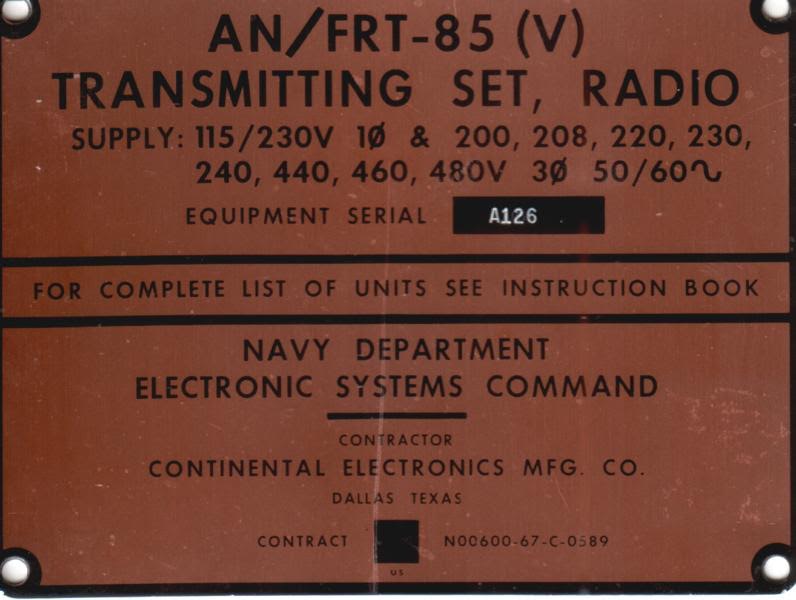 AN/FRT-85 (V)
TRANSMITTING SET, RADIO
SUPPLY: 115/230V 1Ø & 200, 208, 220, 230,
240, 440, 460, 480V 3Ø 50/60∿
EQUIPMENT SERIAL A126
FOR COMPLETE LIST OF UNITS SEE INSTRUCTION BOOK
NAVY DEPARTMENT
ELECTRONIC SYSTEMS COMMAND
CONTRACTOR
CONTINENTAL ELECTRONICS MFG. CO.
DALLAS TEXAS
CONTRACT N00600-67-C-0589
US